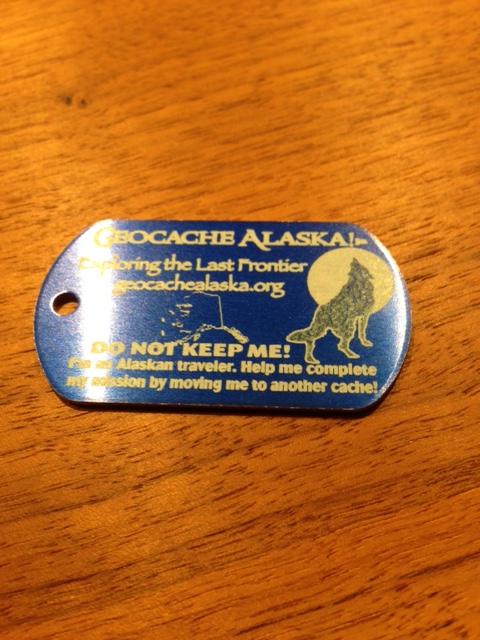 GEOCACHE ALASKA!
Exploring the Last Frontier
geocachealaska.org
DO NOT KEEP ME!
I'm an Alaskan traveler. Help me complete
my mission by moving me to another cache!